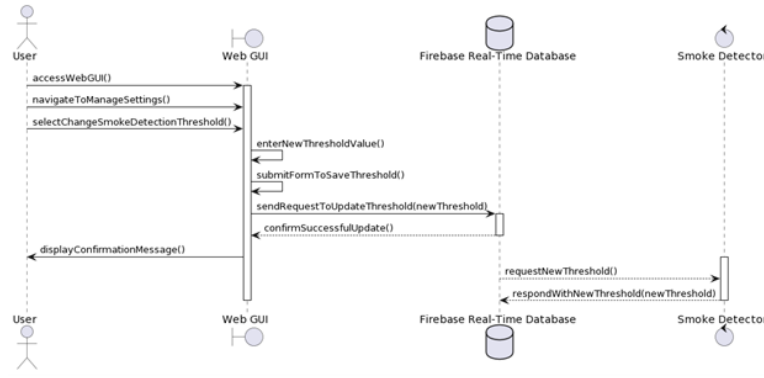 User
Web GUI
Firebase Real-Time Database
Smoke Detector
accessWebGUI()
navigateToManageSettings()
selectChangeSmokeDetectionThreshold()
enterNewThresholdValue()
submitFormToSaveThreshold()
sendRequestToUpdateThreshold(newThreshold)
confirmSuccessfulUpdate()
displayConfirmationMessage()
requestNewThreshold()
respondWithNewThreshold(newThreshold)
User
Web GUI
Firebase Real-Time Database
Smoke Detector